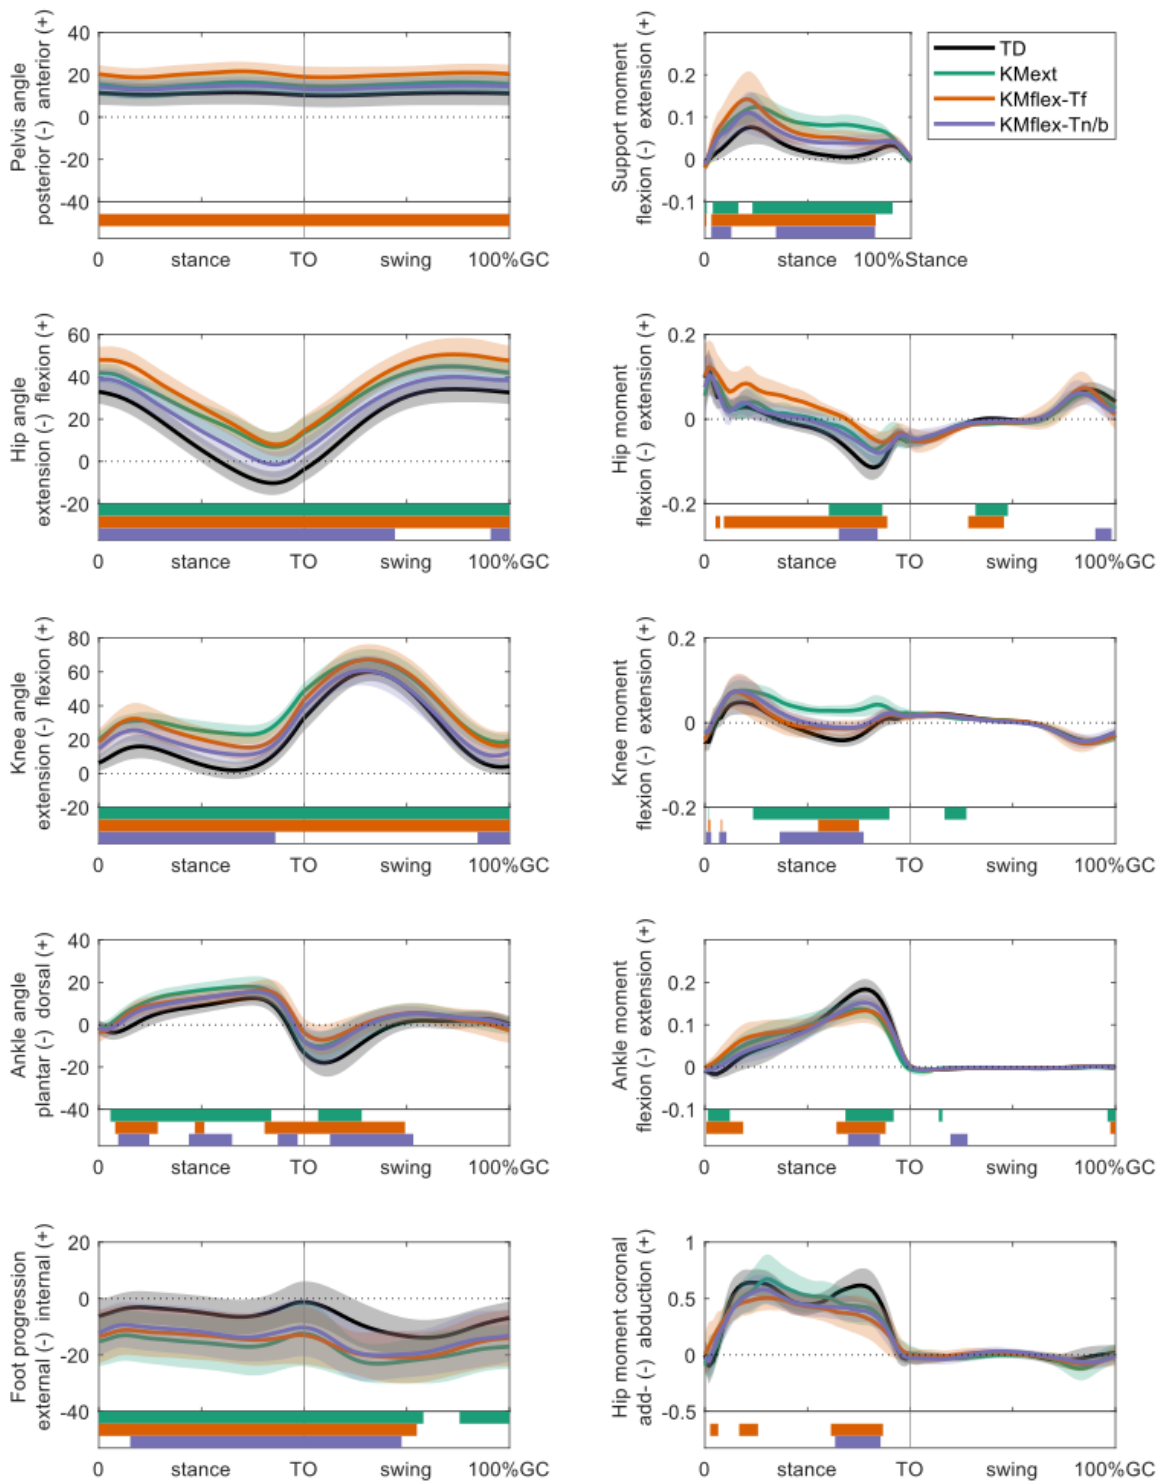 Pelvis angle
posterior (-) anterior (+)
40
20
0
-20
-40
0 stance TO swing 100%GC
Support moment
flexion (-) extension (+)
0.2
0.1
0
-0.1
0 stance 100%Stance
TD
KMext
KMflex-Tf
KMflex-Tn/b
Hip angle
extension (-) flexion (+)
60
40
20
0
-20
0 stance TO swing 100%GC
Hip moment
flexion (-) extension (+)
0.2
0
-0.2
0 stance TO swing 100%GC
Knee angle
extension (-) flexion (+)
80
60
40
20
0
-20
0 stance TO swing 100%GC
Knee moment
flexion (-) extension (+)
0.2
0
-0.2
0 stance TO swing 100%GC
Ankle angle
plantar (-) dorsal (+)
40
20
0
-20
-40
0 stance TO swing 100%GC
Ankle moment
flexion (-) extension (+)
0.2
0.1
0
-0.1
0 stance TO swing 100%GC
Foot progression
external (-) internal (+)
20
0
-20
-40
0 stance TO swing 100%GC
Hip moment coronal
add- (-) abduction (+)
1
0.5
0
-0.5
0 stance TO swing 100%GC